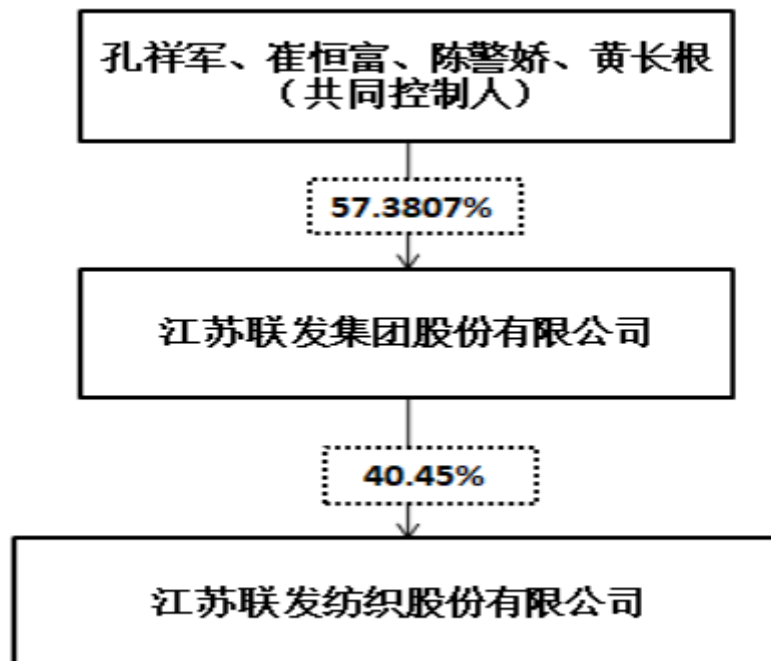 孔祥军、崔恒富、陈警娇、黄长根
（共同控制人）
57.3807%
江苏联发集团股份有限公司
40.45%
江苏联发纺织股份有限公司